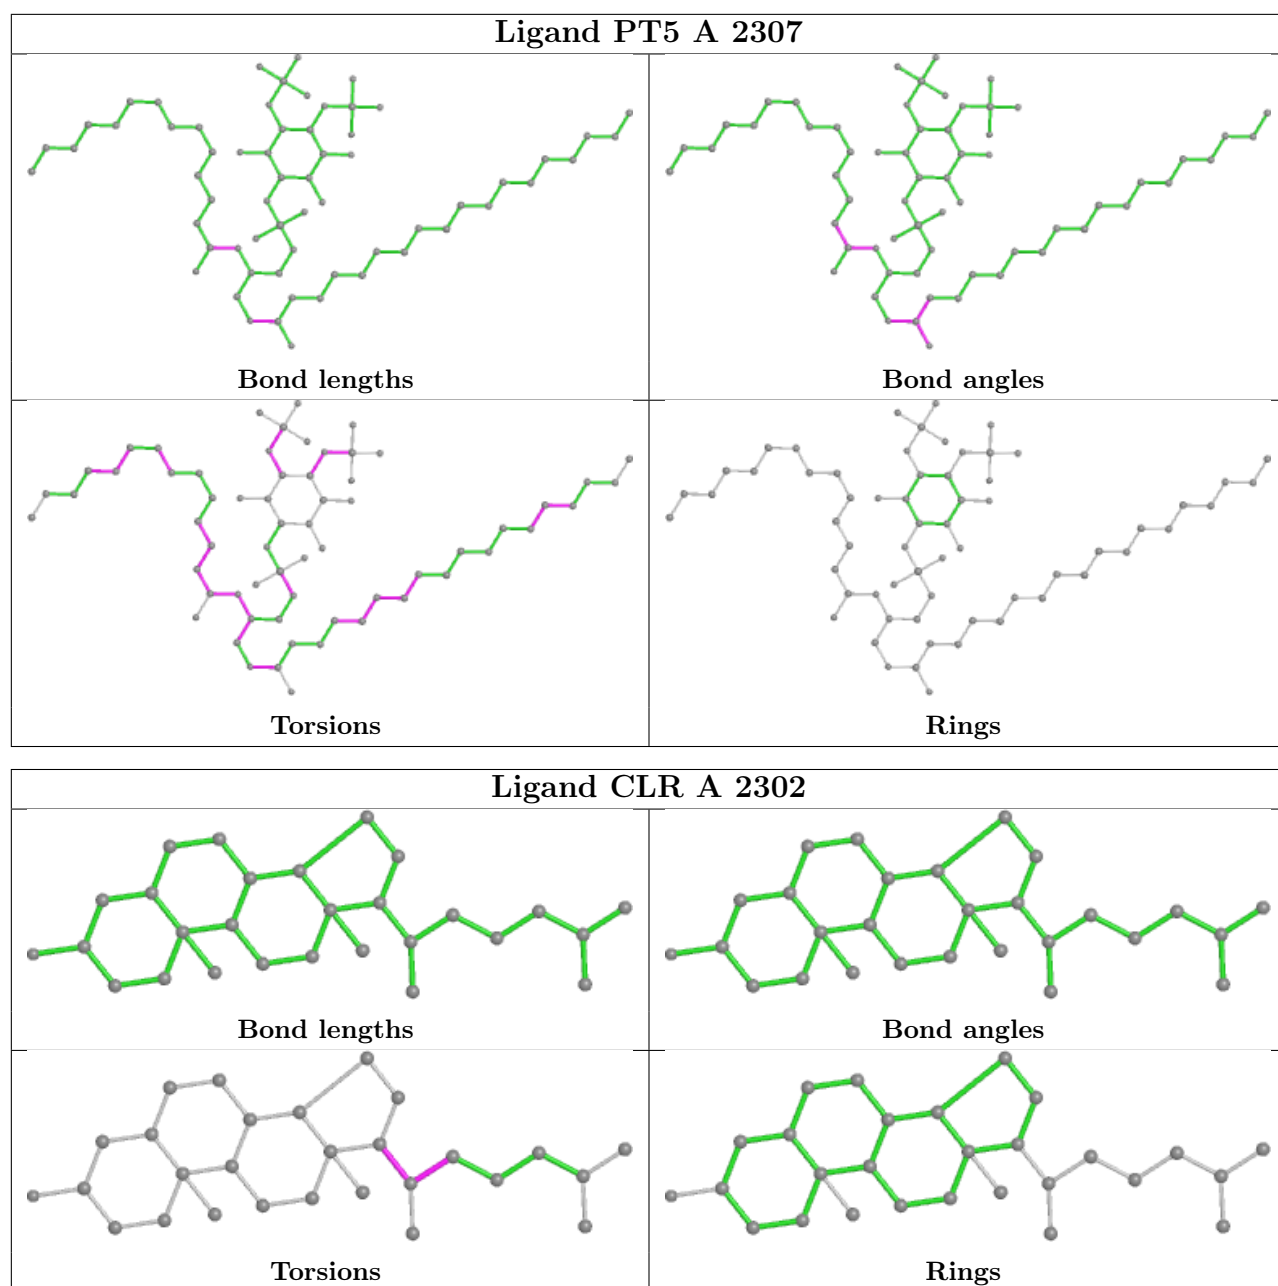 Ligand PT5 A 2307
Bond lengths
Bond angles
Torsions
Rings
Ligand CLR A 2302
Bond lengths
Bond angles
Torsions
Rings